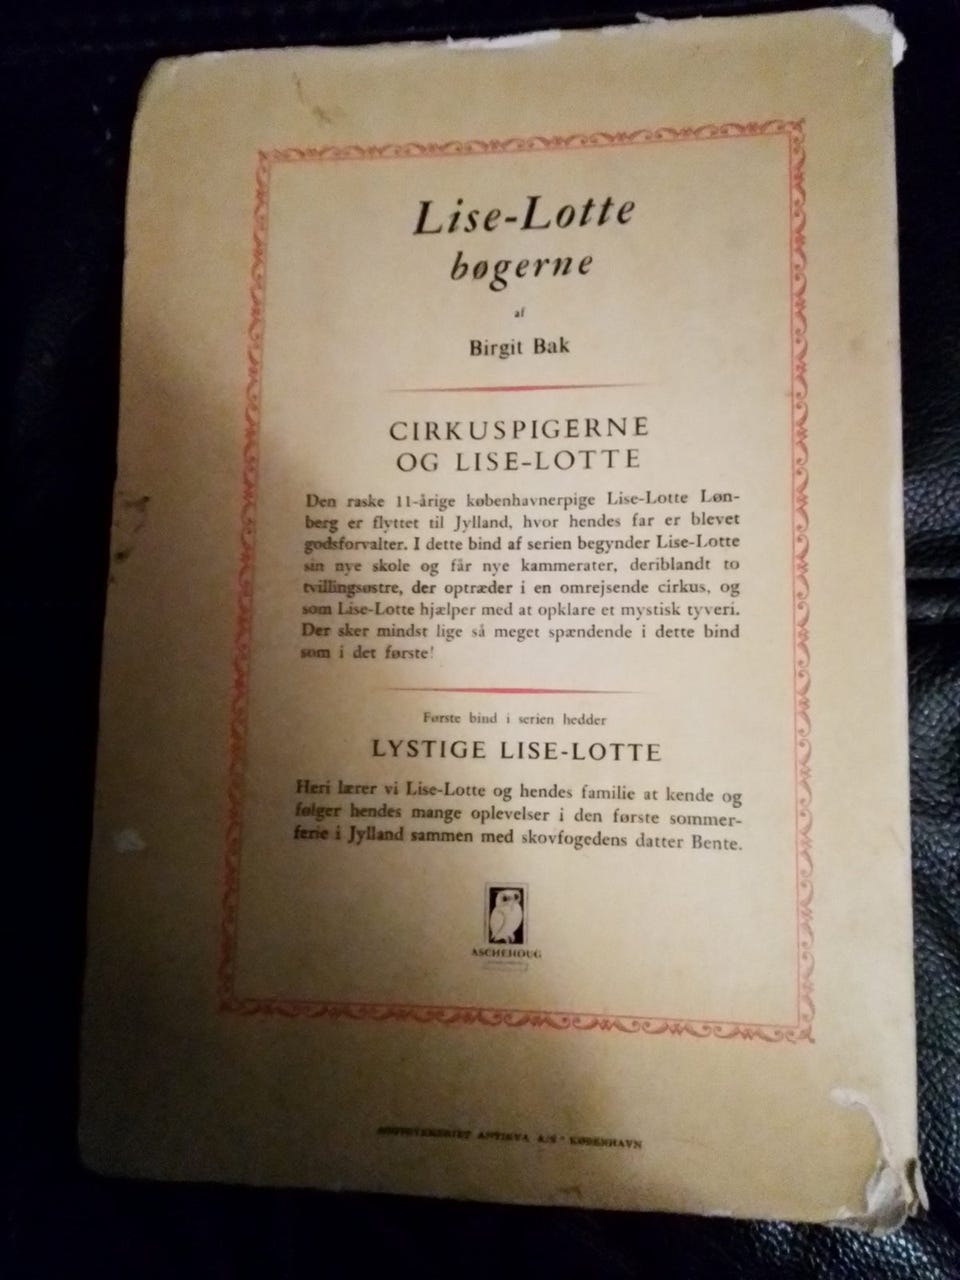 Lise-Lotte
bøgerne
af
Birgit Bak
CIRKUSPIGERNE
OG LISE-LOTTE
Den raske 11-årige københavnerpige Lise-Lotte Løn-
berg er flyttet til Jylland, hvor hendes far er blevet
godsforvalter. I dette bind af serien begynder Lise-Lotte
sin nye skole og får nye kammerater, deriblandt to
tvillingsøstre, der optræder i en omrejsende cirkus, og
som Lise-Lotte hjælper med at opklare et mystisk tyveri.
Der sker mindst lige så meget spændende i dette bind
som i det første!
Første bind i serien hedder
LYSTIGE LISE-LOTTE
Heri lærer vi Lise-Lotte og hendes familie at kende og
følger hendes mange oplevelser i den første sommer-
ferie i Jylland sammen med skovfogedens datter Bente.
ASCHEHOUG
ANTIKVA A/S · KØBENHAVN